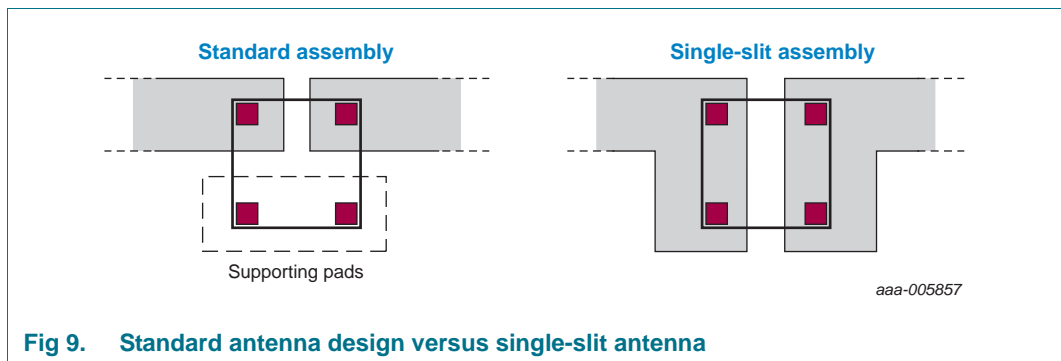 Standard assembly
Single-slit assembly
Supporting pads
aaa-005857
Fig 9. Standard antenna design versus single-slit antenna